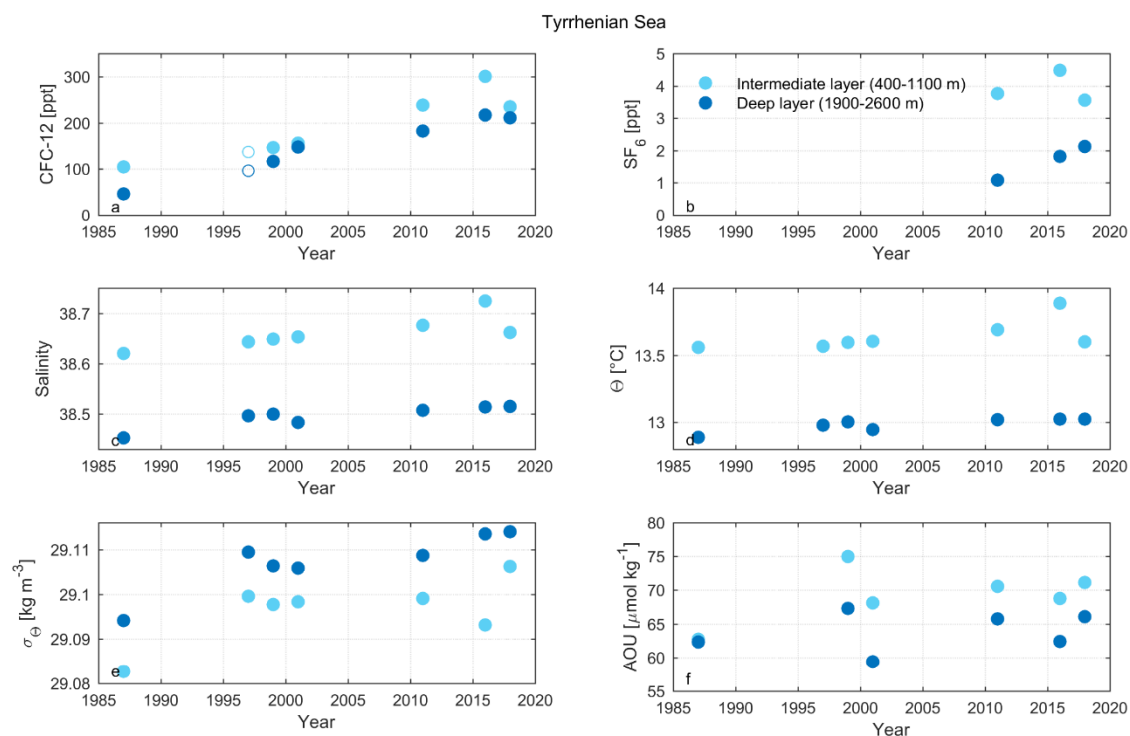 Tyrrhenian Sea
CFC-12 [ppt]
300
200
100
0
a
1985 1990 1995 2000 2005 2010 2015 2020
Year
SF6 [ppt]
5
4
3
2
1
0
Intermediate layer (400-1100 m)
Deep layer (1900-2600 m)
b
1985 1990 1995 2000 2005 2010 2015 2020
Year
Salinity
38.7
38.6
38.5
c
1985 1990 1995 2000 2005 2010 2015 2020
Year
Θ [°C]
14
13.5
13
d
1985 1990 1995 2000 2005 2010 2015 2020
Year
σΘ [kg m-3]
29.11
29.1
29.09
29.08
e
1985 1990 1995 2000 2005 2010 2015 2020
Year
AOU [μmol kg-1]
80
75
70
65
60
55
f
1985 1990 1995 2000 2005 2010 2015 2020
Year